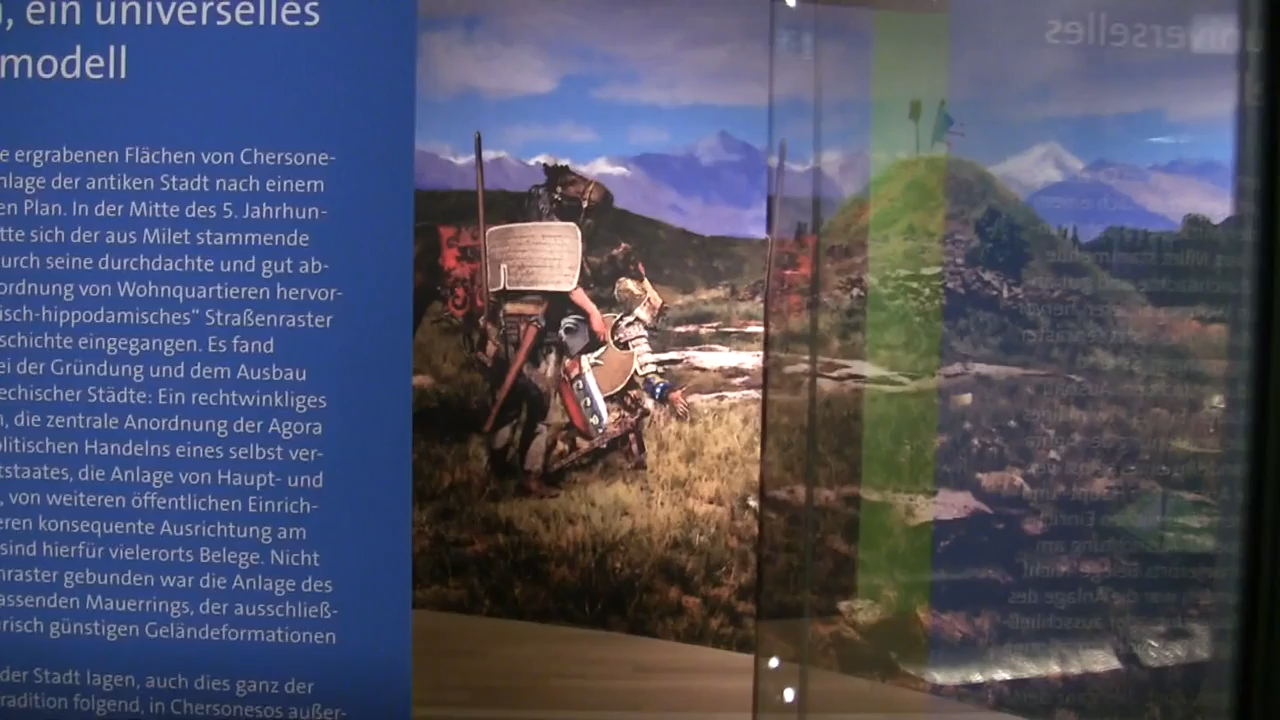 , ein universelles
modell
e ergrabenen Flächen von Chersone-
nlage der antiken Stadt nach einem
en Plan. In der Mitte des 5. Jahrhun-
tte sich der aus Milet stammende
urch seine durchdachte und gut ab-
ordnung von Wohnquartieren hervor-
isch-hippodamisches" Straßenraster
schichte eingegangen. Es fand
ei der Gründung und dem Ausbau
echischer Städte: Ein rechtwinkliges
, die zentrale Anordnung der Agora
olitischen Handelns eines selbst ver-
tstaates, die Anlage von Haupt- und
, von weiteren öffentlichen Einrich-
eren konsequente Ausrichtung am
sind hierfür vielerorts Belege. Nicht
nraster gebunden war die Anlage des
assenden Mauerrings, der ausschließ-
risch günstigen Geländeformationen
der Stadt lagen, auch dies ganz der
radition folgend, in Chersonesos außer-